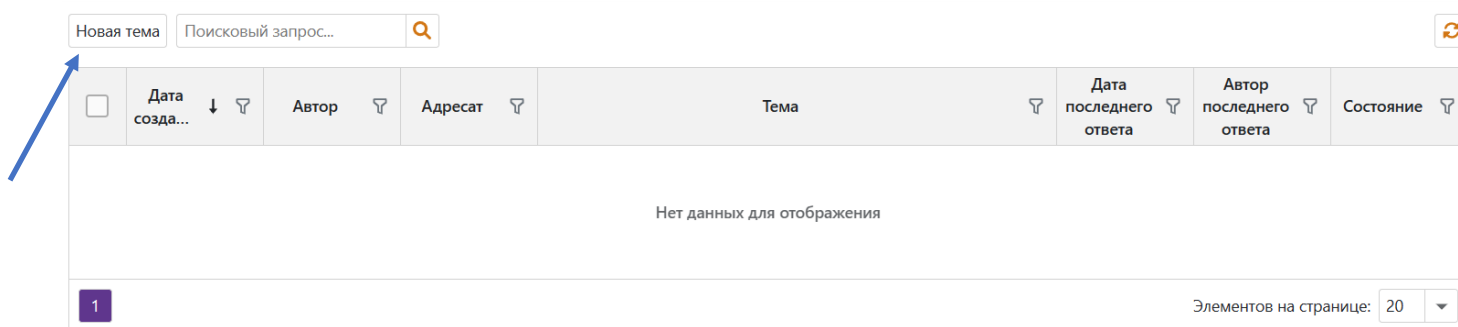 Новая тема Поисковый запрос...
Дата созда... Автор Адресат Тема Дата последнего ответа Автор последнего ответа Состояние
Нет данных для отображения
1 Элементов на странице: 20